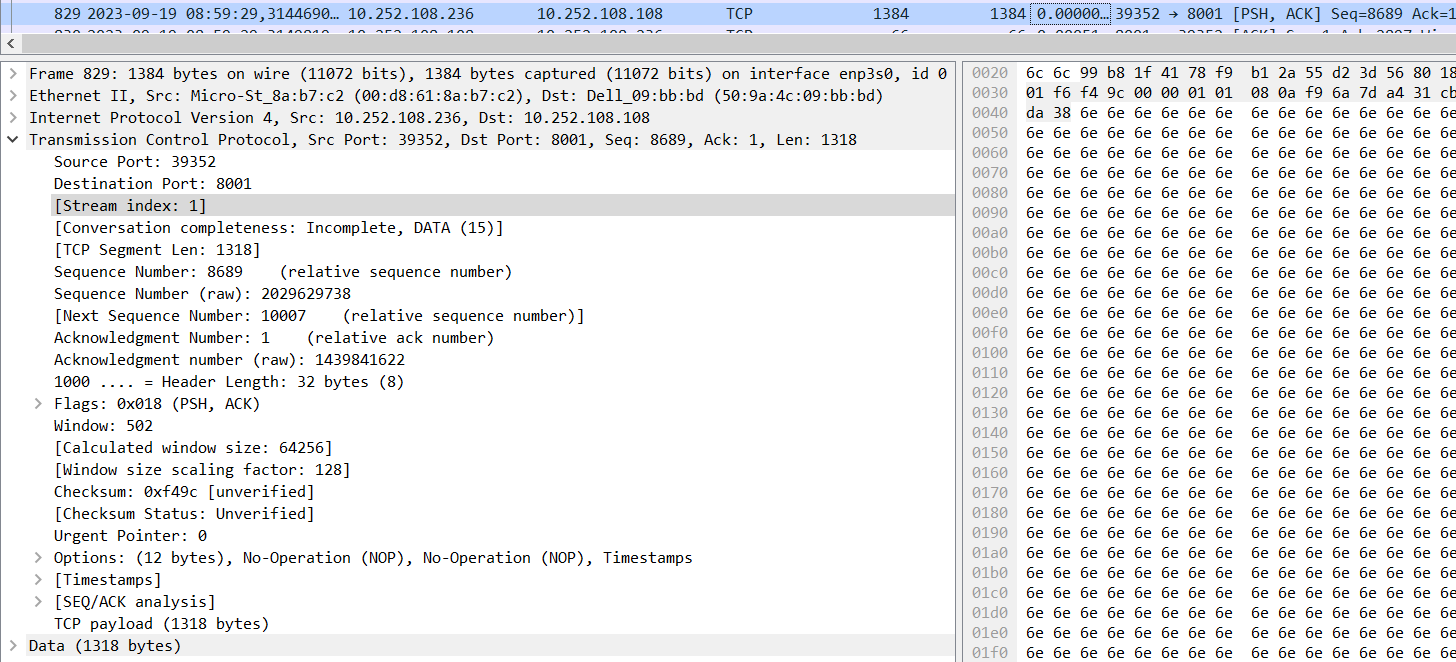 829 2023-09-19 08:59:29,3144690… 10.252.108.236 10.252.108.108 TCP 1384 1384 0.00000… 39352 → 8001 [PSH, ACK] Seq=8689 Ack=1
Frame 829: 1384 bytes on wire (11072 bits), 1384 bytes captured (11072 bits) on interface enp3s0, id 0
Ethernet II, Src: Micro-St_8a:b7:c2 (00:d8:61:8a:b7:c2), Dst: Dell_09:bb:bd (50:9a:4c:09:bb:bd)
Internet Protocol Version 4, Src: 10.252.108.236, Dst: 10.252.108.108
Transmission Control Protocol, Src Port: 39352, Dst Port: 8001, Seq: 8689, Ack: 1, Len: 1318
Source Port: 39352
Destination Port: 8001
[Stream index: 1]
[Conversation completeness: Incomplete, DATA (15)]
[TCP Segment Len: 1318]
Sequence Number: 8689    (relative sequence number)
Sequence Number (raw): 2029629738
[Next Sequence Number: 10007    (relative sequence number)]
Acknowledgment Number: 1    (relative ack number)
Acknowledgment number (raw): 1439841622
1000 .... = Header Length: 32 bytes (8)
Flags: 0x018 (PSH, ACK)
Window: 502
[Calculated window size: 64256]
[Window size scaling factor: 128]
Checksum: 0xf49c [unverified]
[Checksum Status: Unverified]
Urgent Pointer: 0
Options: (12 bytes), No-Operation (NOP), No-Operation (NOP), Timestamps
[Timestamps]
[SEQ/ACK analysis]
TCP payload (1318 bytes)
Data (1318 bytes)
0020 6c 6c 99 b8 1f 41 78 f9 b1 2a 55 d2 3d 56 80 18
0030 01 f6 f4 9c 00 00 01 01 08 0a f9 6a 7d a4 31 cb
0040 da 38 6e 6e 6e 6e 6e 6e 6e 6e 6e 6e 6e 6e 6e 6e
0050 6e 6e 6e 6e 6e 6e 6e 6e 6e 6e 6e 6e 6e 6e 6e 6e
0060 6e 6e 6e 6e 6e 6e 6e 6e 6e 6e 6e 6e 6e 6e 6e 6e
0070 6e 6e 6e 6e 6e 6e 6e 6e 6e 6e 6e 6e 6e 6e 6e 6e
0080 6e 6e 6e 6e 6e 6e 6e 6e 6e 6e 6e 6e 6e 6e 6e 6e
0090 6e 6e 6e 6e 6e 6e 6e 6e 6e 6e 6e 6e 6e 6e 6e 6e
00a0 6e 6e 6e 6e 6e 6e 6e 6e 6e 6e 6e 6e 6e 6e 6e 6e
00b0 6e 6e 6e 6e 6e 6e 6e 6e 6e 6e 6e 6e 6e 6e 6e 6e
00c0 6e 6e 6e 6e 6e 6e 6e 6e 6e 6e 6e 6e 6e 6e 6e 6e
00d0 6e 6e 6e 6e 6e 6e 6e 6e 6e 6e 6e 6e 6e 6e 6e 6e
00e0 6e 6e 6e 6e 6e 6e 6e 6e 6e 6e 6e 6e 6e 6e 6e 6e
00f0 6e 6e 6e 6e 6e 6e 6e 6e 6e 6e 6e 6e 6e 6e 6e 6e
0100 6e 6e 6e 6e 6e 6e 6e 6e 6e 6e 6e 6e 6e 6e 6e 6e
0110 6e 6e 6e 6e 6e 6e 6e 6e 6e 6e 6e 6e 6e 6e 6e 6e
0120 6e 6e 6e 6e 6e 6e 6e 6e 6e 6e 6e 6e 6e 6e 6e 6e
0130 6e 6e 6e 6e 6e 6e 6e 6e 6e 6e 6e 6e 6e 6e 6e 6e
0140 6e 6e 6e 6e 6e 6e 6e 6e 6e 6e 6e 6e 6e 6e 6e 6e
0150 6e 6e 6e 6e 6e 6e 6e 6e 6e 6e 6e 6e 6e 6e 6e 6e
0160 6e 6e 6e 6e 6e 6e 6e 6e 6e 6e 6e 6e 6e 6e 6e 6e
0170 6e 6e 6e 6e 6e 6e 6e 6e 6e 6e 6e 6e 6e 6e 6e 6e
0180 6e 6e 6e 6e 6e 6e 6e 6e 6e 6e 6e 6e 6e 6e 6e 6e
0190 6e 6e 6e 6e 6e 6e 6e 6e 6e 6e 6e 6e 6e 6e 6e 6e
01a0 6e 6e 6e 6e 6e 6e 6e 6e 6e 6e 6e 6e 6e 6e 6e 6e
01b0 6e 6e 6e 6e 6e 6e 6e 6e 6e 6e 6e 6e 6e 6e 6e 6e
01c0 6e 6e 6e 6e 6e 6e 6e 6e 6e 6e 6e 6e 6e 6e 6e 6e
01d0 6e 6e 6e 6e 6e 6e 6e 6e 6e 6e 6e 6e 6e 6e 6e 6e
01e0 6e 6e 6e 6e 6e 6e 6e 6e 6e 6e 6e 6e 6e 6e 6e 6e
01f0 6e 6e 6e 6e 6e 6e 6e 6e 6e 6e 6e 6e 6e 6e 6e 6e